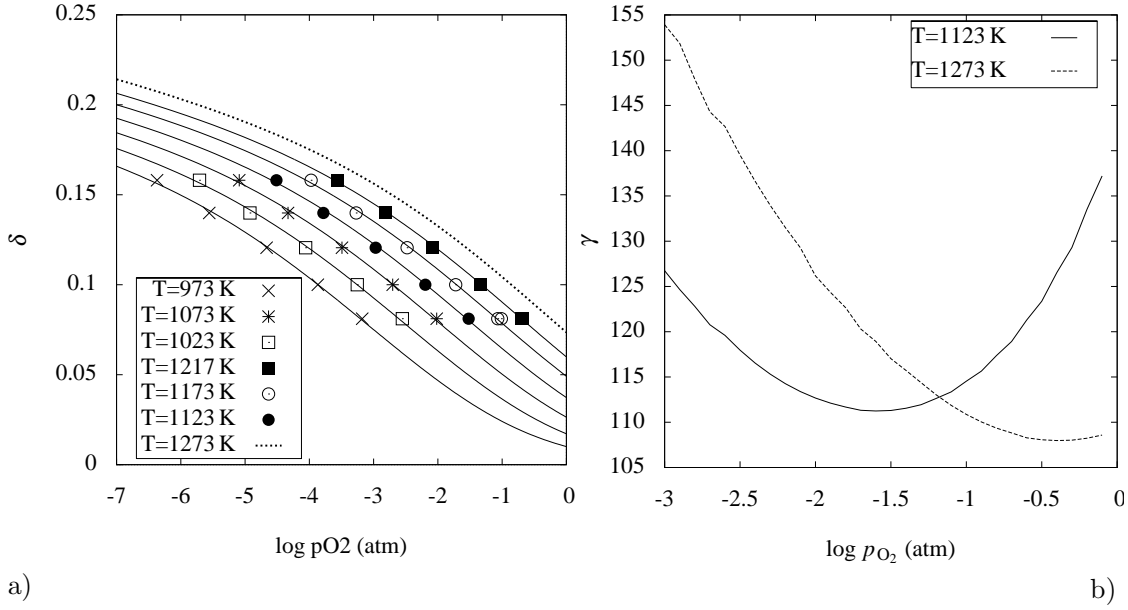 0.25
0.2
0.15
0.1
0.05
0
-7 -6 -5 -4 -3 -2 -1 0
δ
log pO2 (atm)
T=973 K
T=1073 K
T=1023 K
T=1217 K
T=1173 K
T=1123 K
T=1273 K
a)
155
150
145
140
135
130
125
120
115
110
105
-3 -2.5 -2 -1.5 -1 -0.5 0
γ
log pO₂ (atm)
T=1123 K
T=1273 K
b)